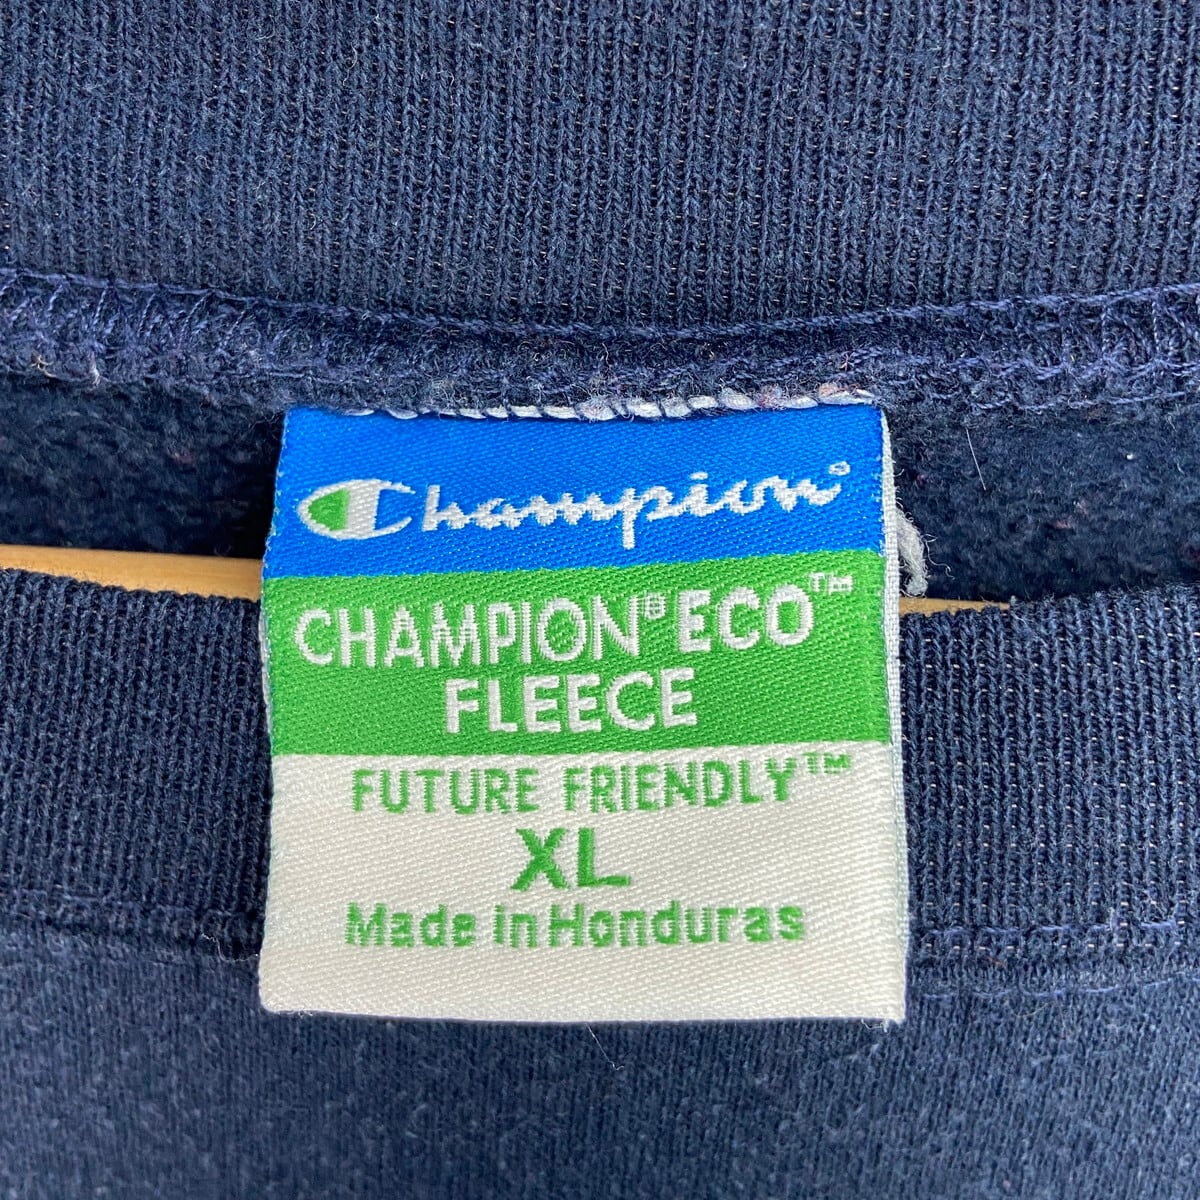 Champion®
CHAMPION® ECO™
FLEECE
FUTURE FRIENDLY™
XL
Made in Honduras